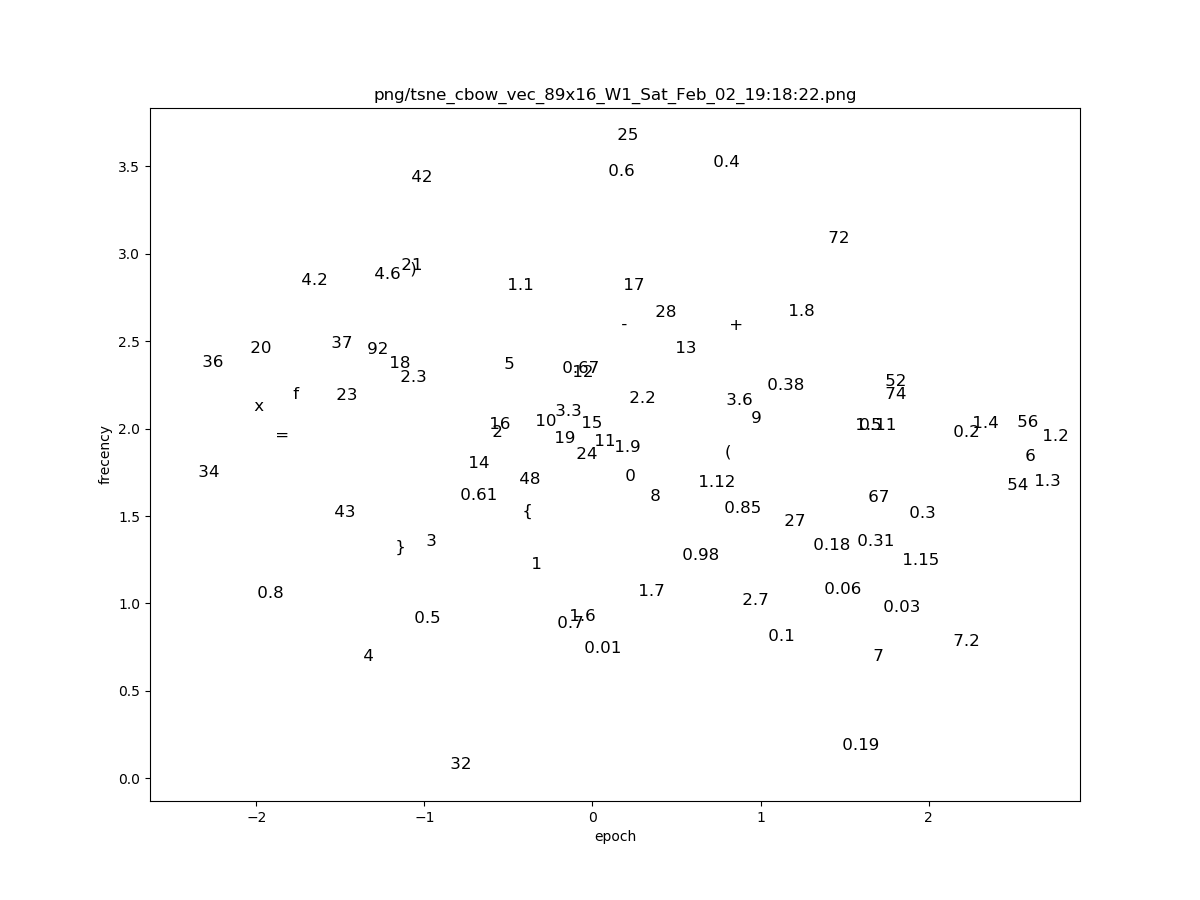 png/tsne_cbow_vec_89x16_W1_Sat_Feb_02_19:18:22.png
25
0.6 0.4
3.5
42
72
3.0
21
4.6 )
4.2 1.1 17
28 1.8
- +
2.5
37 13
20 92
36 18 5 0.67
12
2.3 0.38 52
f 23 2.2 3.6 74
x 3.3 9
16 10 15 1.5 0.11 1.4 56
2.0
= 2 19 11 1.9 0.2 1.2
24 ( 6
34 14 48 0 1.12 54 1.3
0.61 8 67
43 { 0.85 0.3
1.5
27
} 3 0.18 0.31
1 0.98 1.15
0.8 1.7 0.06
2.7 0.03
1.0
0.5 0.7 1.6
0.01 0.1 7.2
4 7
0.5
0.19
32
0.0
−2 −1 0 1 2
epoch
frecency